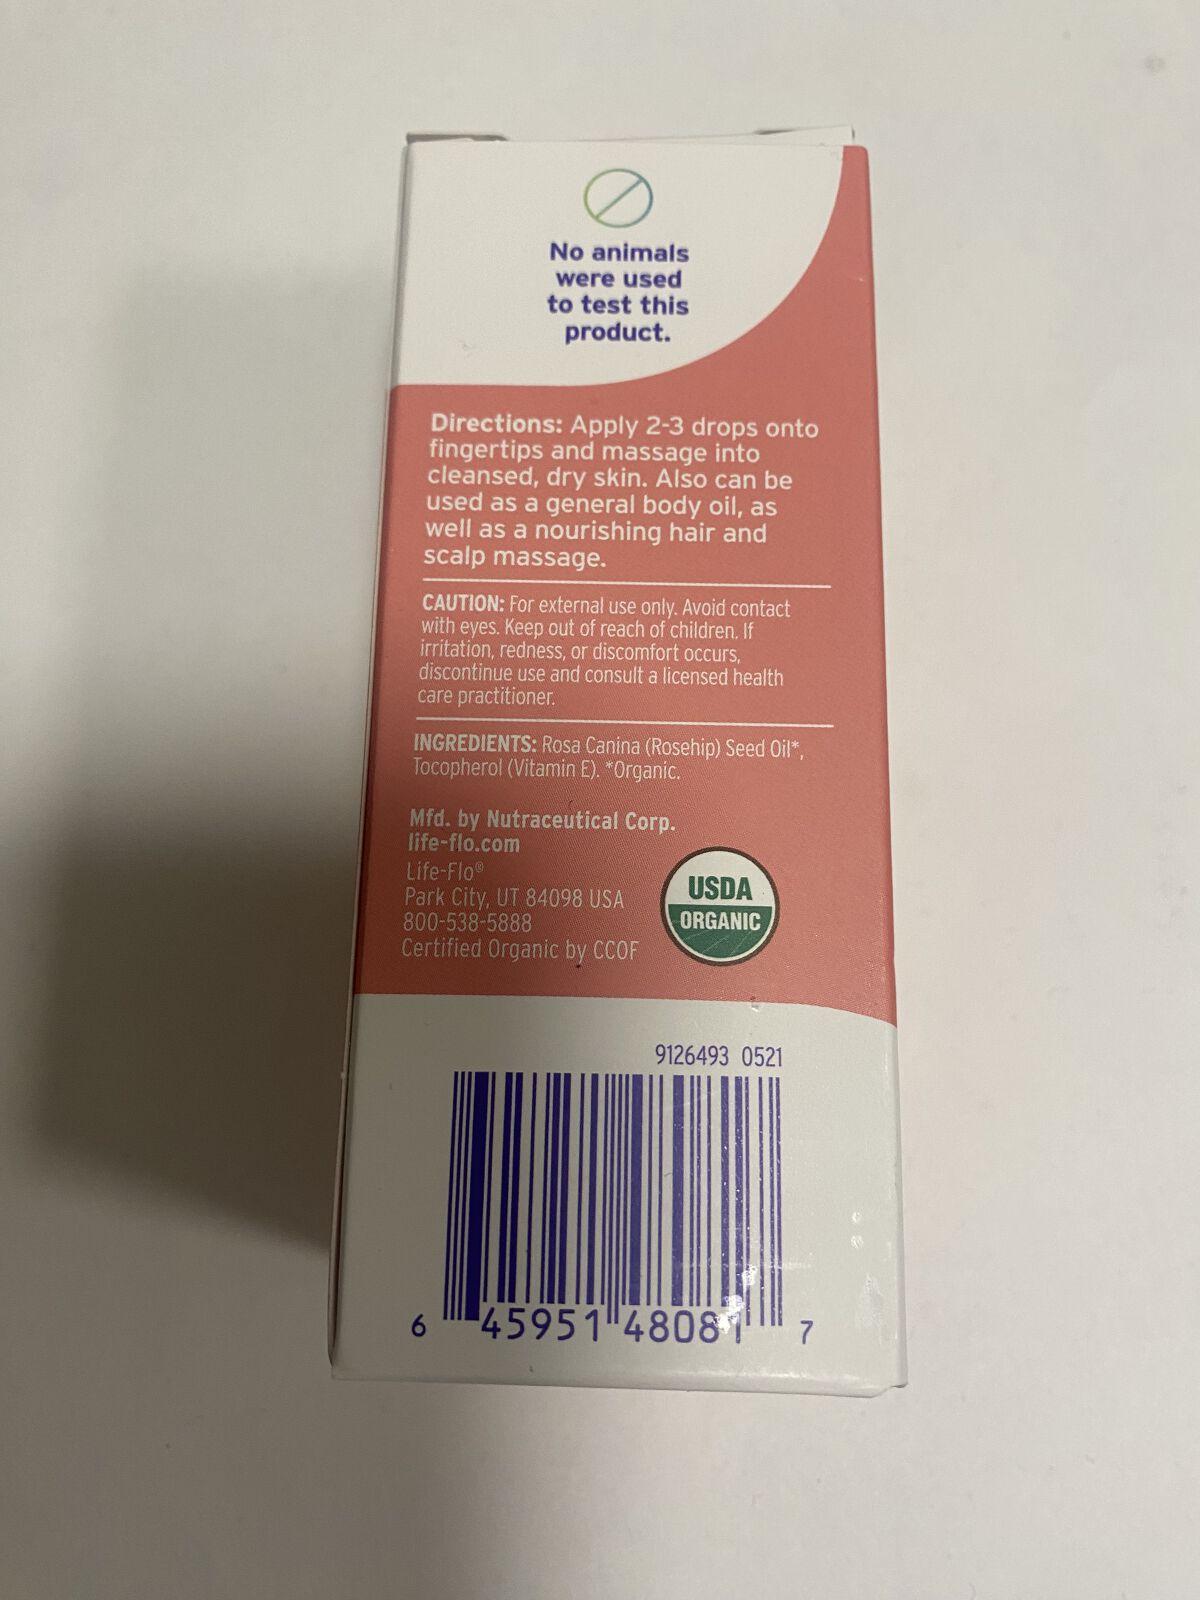 No animals
were used
to test this
product.
Directions: Apply 2-3 drops onto
fingertips and massage into
cleansed, dry skin. Also can be
used as a general body oil, as
well as a nourishing hair and
scalp massage.
CAUTION: For external use only. Avoid contact
with eyes. Keep out of reach of children. If
irritation, redness, or discomfort occurs,
discontinue use and consult a licensed health
care practitioner.
INGREDIENTS: Rosa Canina (Rosehip) Seed Oil*,
Tocopherol (Vitamin E). *Organic.
Mfd. by Nutraceutical Corp.
life-flo.com
Life-Flo®
Park City, UT 84098 USA
800-538-5888
Certified Organic by CCOF
USDA
ORGANIC
9126493 0521
6 45951 48081 7